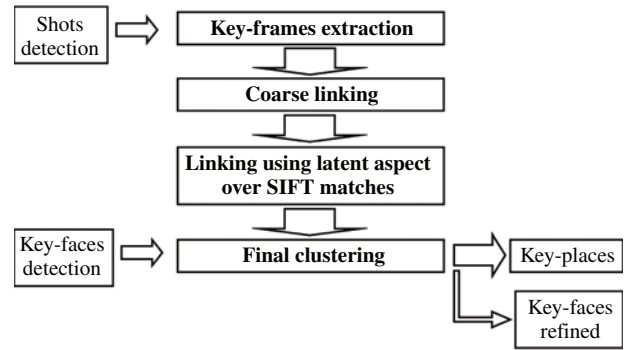 Shots
detection
Key-frames extraction
Coarse linking
Linking using latent aspect
over SIFT matches
Key-faces
detection
Final clustering
Key-places
Key-faces
refined